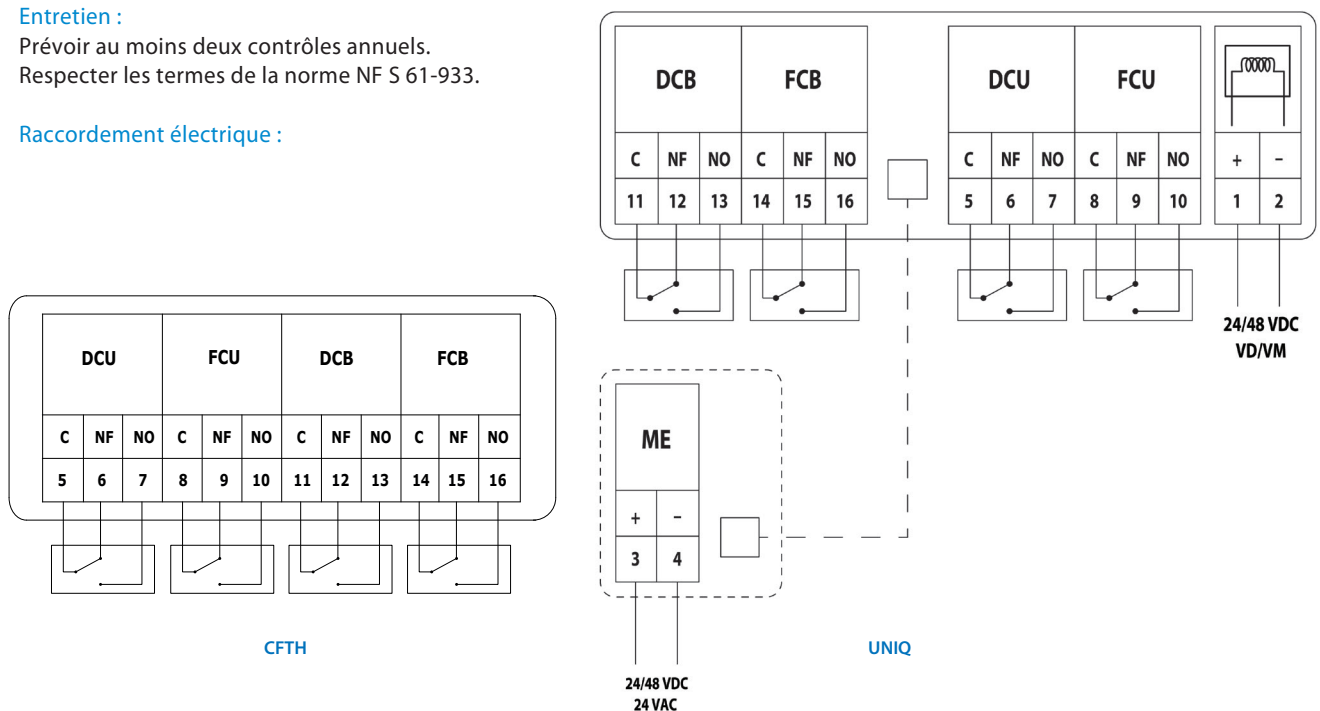 Entretien :
Prévoir au moins deux contrôles annuels.
Respecter les termes de la norme NF S 61-933.
Raccordement électrique :
DCU FCU DCB FCB
C NF NO C NF NO C NF NO C NF NO
5 6 7 8 9 10 11 12 13 14 15 16
CFTH
DCB FCB DCU FCU
C NF NO C NF NO C NF NO C NF NO + -
11 12 13 14 15 16 5 6 7 8 9 10 1 2
24/48 VDC
VD/VM
ME
+ -
3 4
24/48 VDC
24 VAC
UNIQ